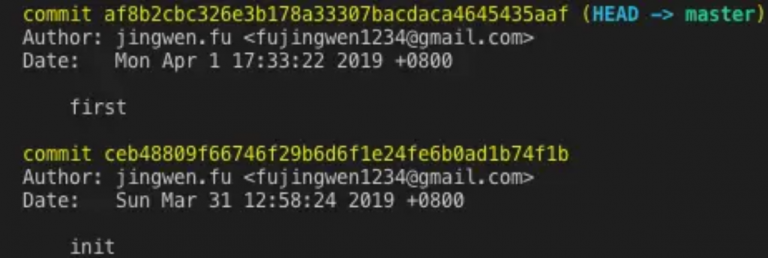 commit af8b2cbc326e3b178a33307bacdaca4645435aaf (HEAD -> master)
Author: jingwen.fu <fujingwen1234@gmail.com>
Date:   Mon Apr 1 17:33:22 2019 +0800
first
commit ceb48809f66746f29b6d6f1e24fe6b0ad1b74f1b
Author: jingwen.fu <fujingwen1234@gmail.com>
Date:   Sun Mar 31 12:58:24 2019 +0800
init